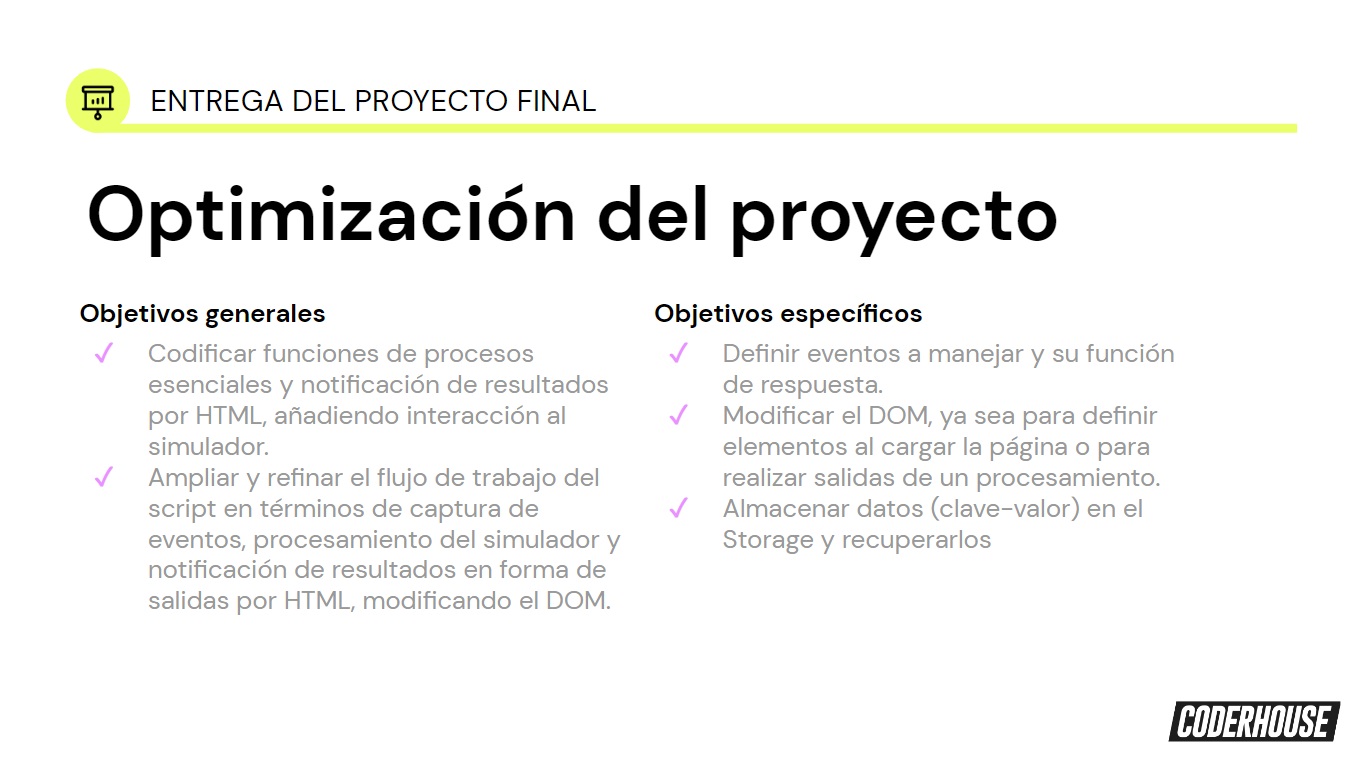 ENTREGA DEL PROYECTO FINAL
Optimización del proyecto
Objetivos generales
✓ Codificar funciones de procesos
esenciales y notificación de resultados
por HTML, añadiendo interacción al
simulador.
✓ Ampliar y refinar el flujo de trabajo del
script en términos de captura de
eventos, procesamiento del simulador y
notificación de resultados en forma de
salidas por HTML, modificando el DOM.
Objetivos específicos
✓ Definir eventos a manejar y su función
de respuesta.
✓ Modificar el DOM, ya sea para definir
elementos al cargar la página o para
realizar salidas de un procesamiento.
✓ Almacenar datos (clave-valor) en el
Storage y recuperarlos
CODERHOUSE